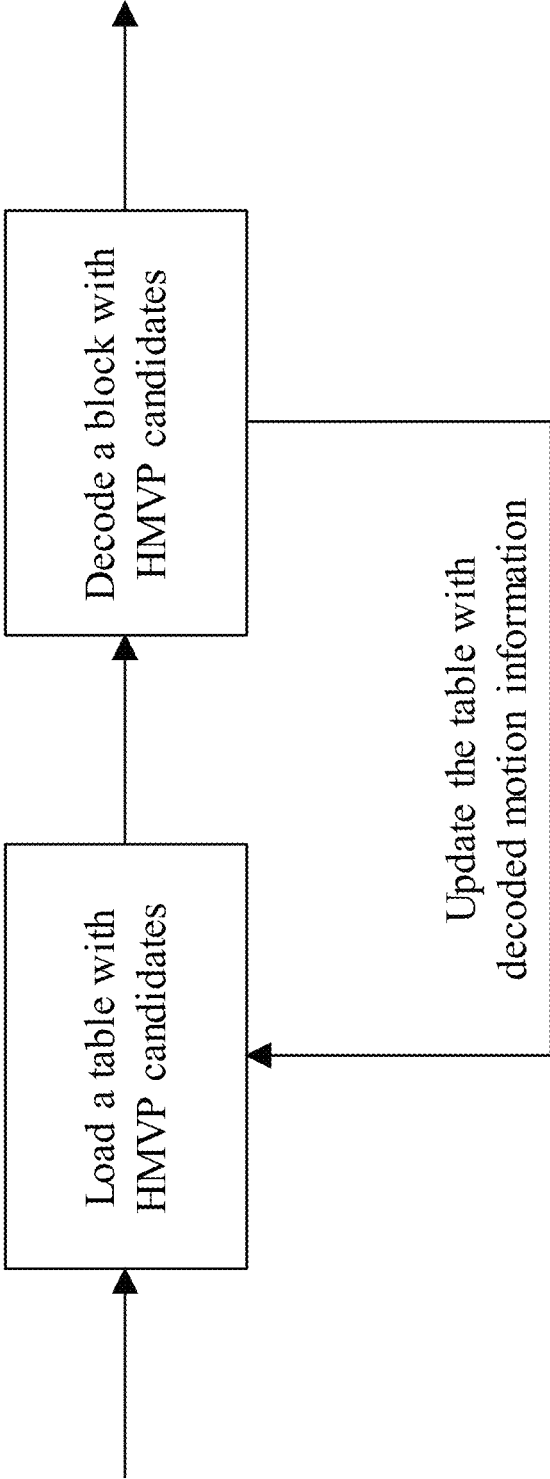 Load a table with
HMVP candidates
Decode a block with
HMVP candidates
Update the table with
decoded motion information